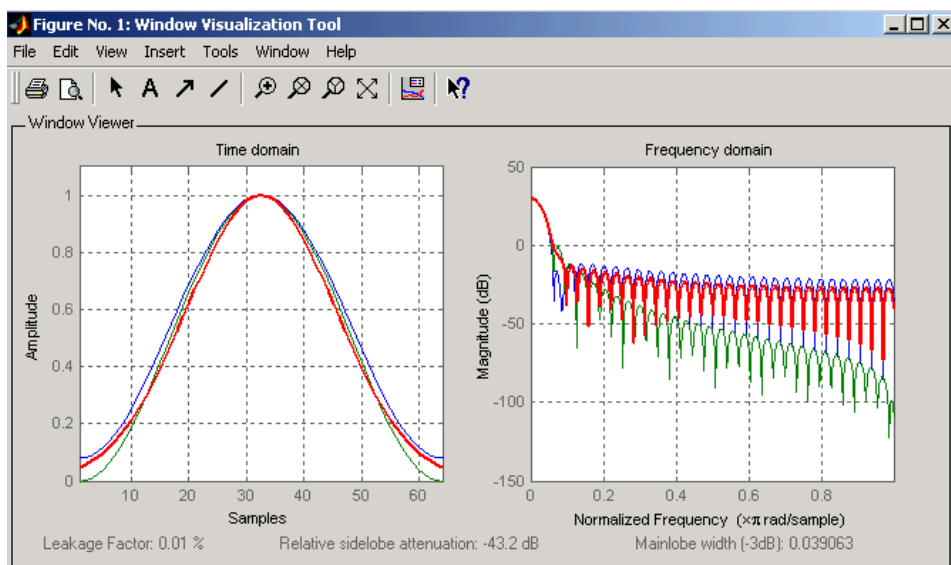 Figure No. 1: Window Visualization Tool
File Edit View Insert Tools Window Help
A
Window Viewer
Time domain
Frequency domain
1
0.8
0.6
0.4
0.2
0
Amplitude
10 20 30 40 50 60
Samples
50
0
-50
-100
-150
Magnitude (dB)
0 0.2 0.4 0.6 0.8
Normalized Frequency (×π rad/sample)
Leakage Factor: 0.01 % Relative sidelobe attenuation: -43.2 dB Mainlobe width (-3dB): 0.039063